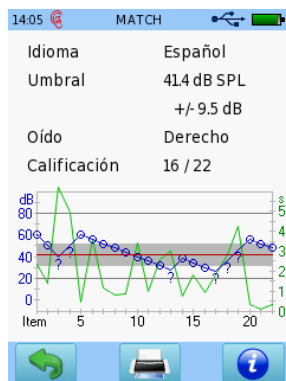 14:05 MATCH
Idioma Español
Umbral 41.4 dB SPL
+/- 9.5 dB
Oído Derecho
Calificación 16 / 22
dB s
80 5
60 4
40 3
20 2
0 1
0
Item 5 10 15 20
? ? ? ? ? ?
i